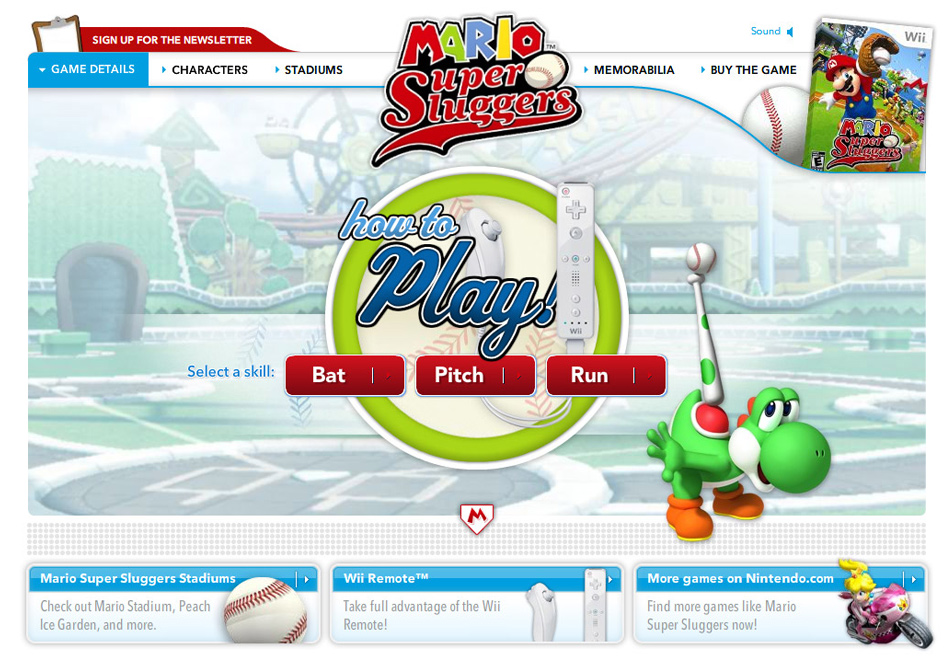 SIGN UP FOR THE NEWSLETTER
Sound
GAME DETAILS
CHARACTERS
STADIUMS
MARIO
Super
Sluggers
TM
MEMORABILIA
BUY THE GAME
Wii
MARIO
Super
Sluggers
E
how to
Play!
Wii
Select a skill:
Bat
Pitch
Run
M
Mario Super Sluggers Stadiums
Check out Mario Stadium, Peach
Ice Garden, and more.
Wii Remote™
Take full advantage of the Wii
Remote!
More games on Nintendo.com
Find more games like Mario
Super Sluggers now!